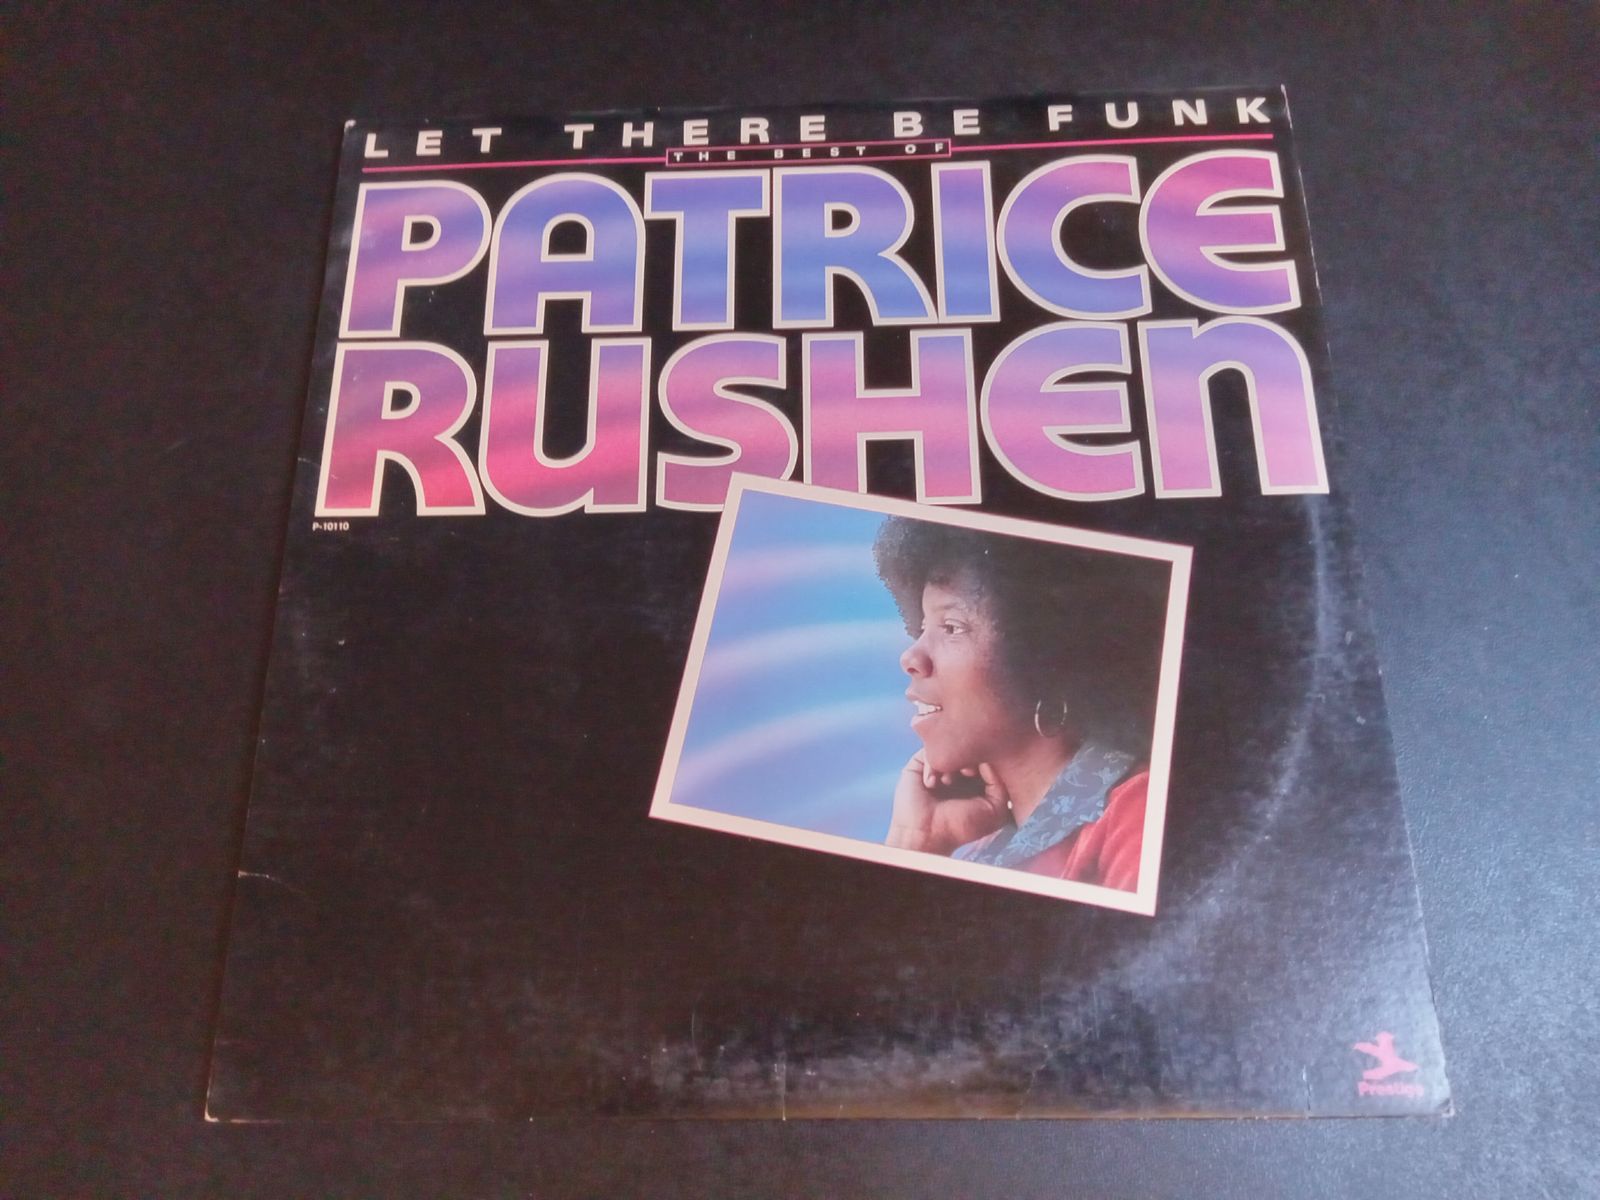 LET THERE BE FUNK
THE BEST OF
PATRICE
RUSHEN
P-10110
Prestige